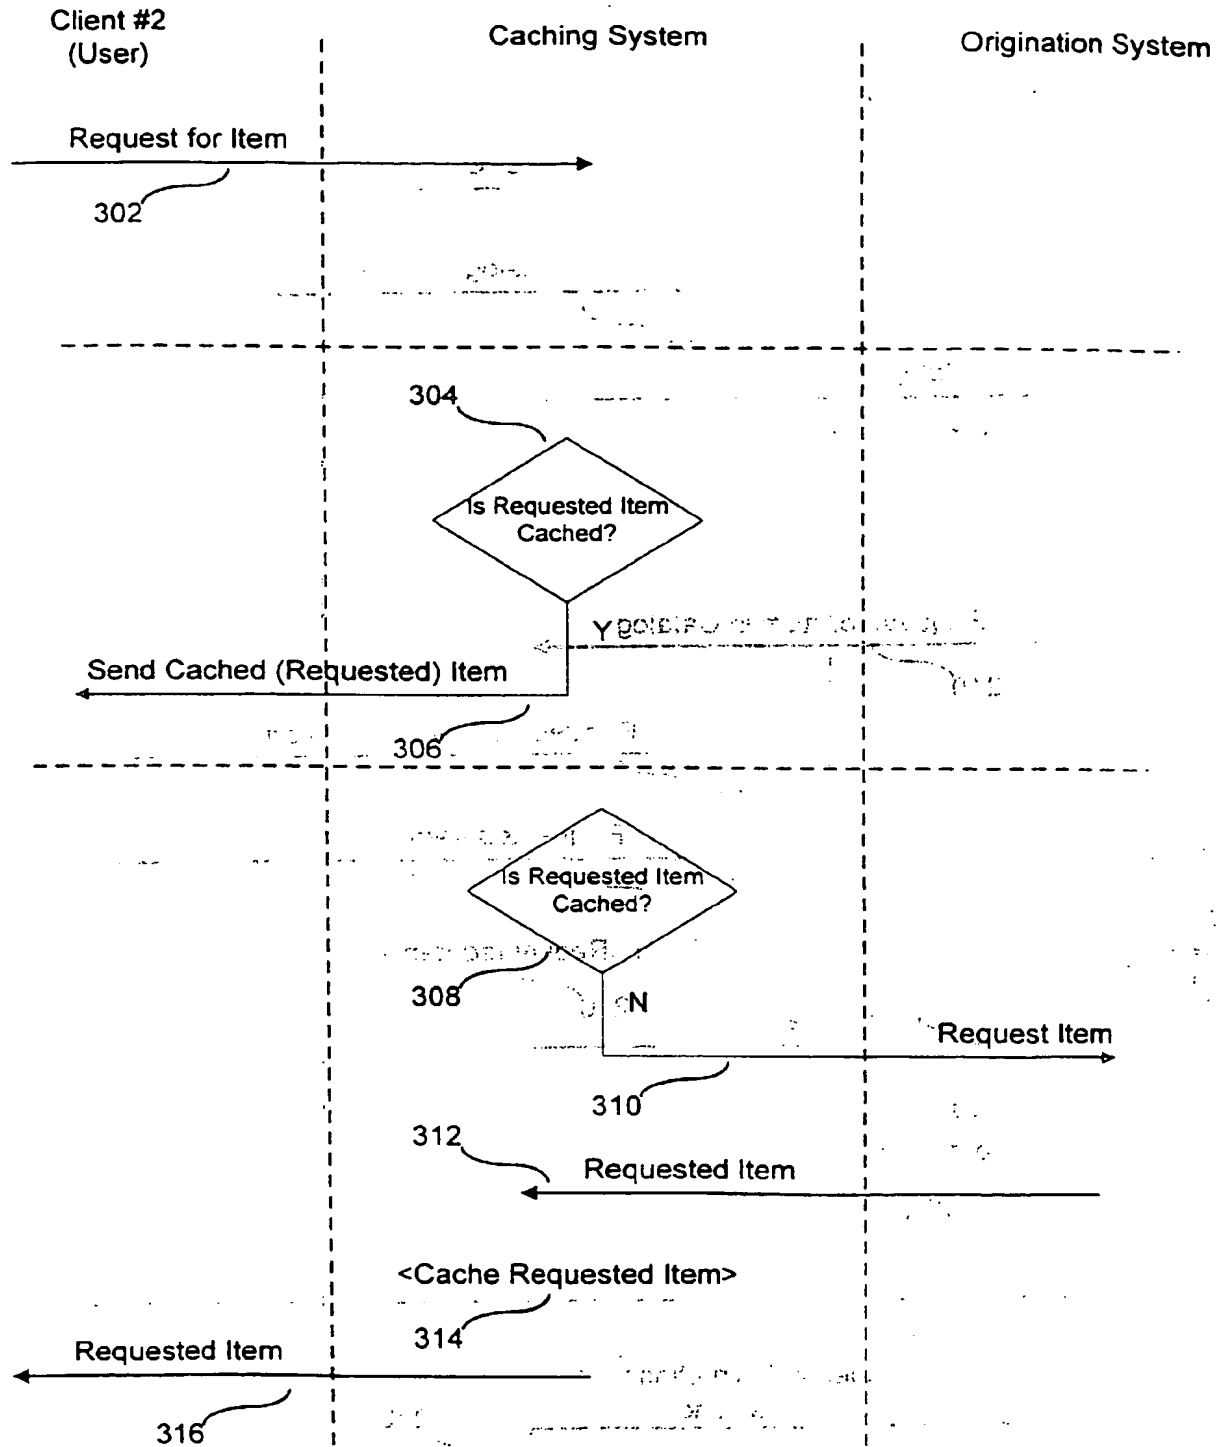 Client #2
(User)
Caching System
Origination System
Request for Item
302
304
Is Requested Item
Cached?
Y
Send Cached (Requested) Item
306
Is Requested Item
Cached?
308
N
Request Item
310
312
Requested Item
<Cache Requested Item>
314
Requested Item
316